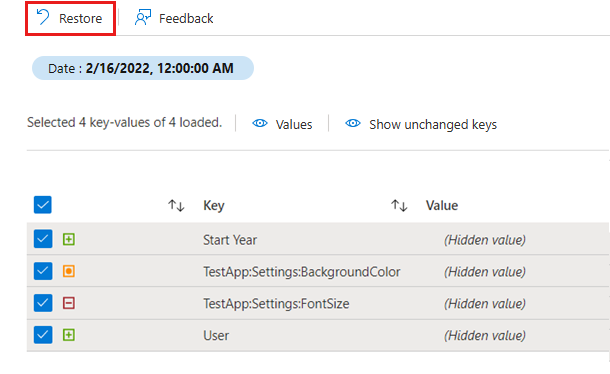 Restore Feedback
Date : 2/16/2022, 12:00:00 AM
Selected 4 key-values of 4 loaded. Values Show unchanged keys
Key Value
Start Year (Hidden value)
TestApp:Settings:BackgroundColor (Hidden value)
TestApp:Settings:FontSize (Hidden value)
User (Hidden value)